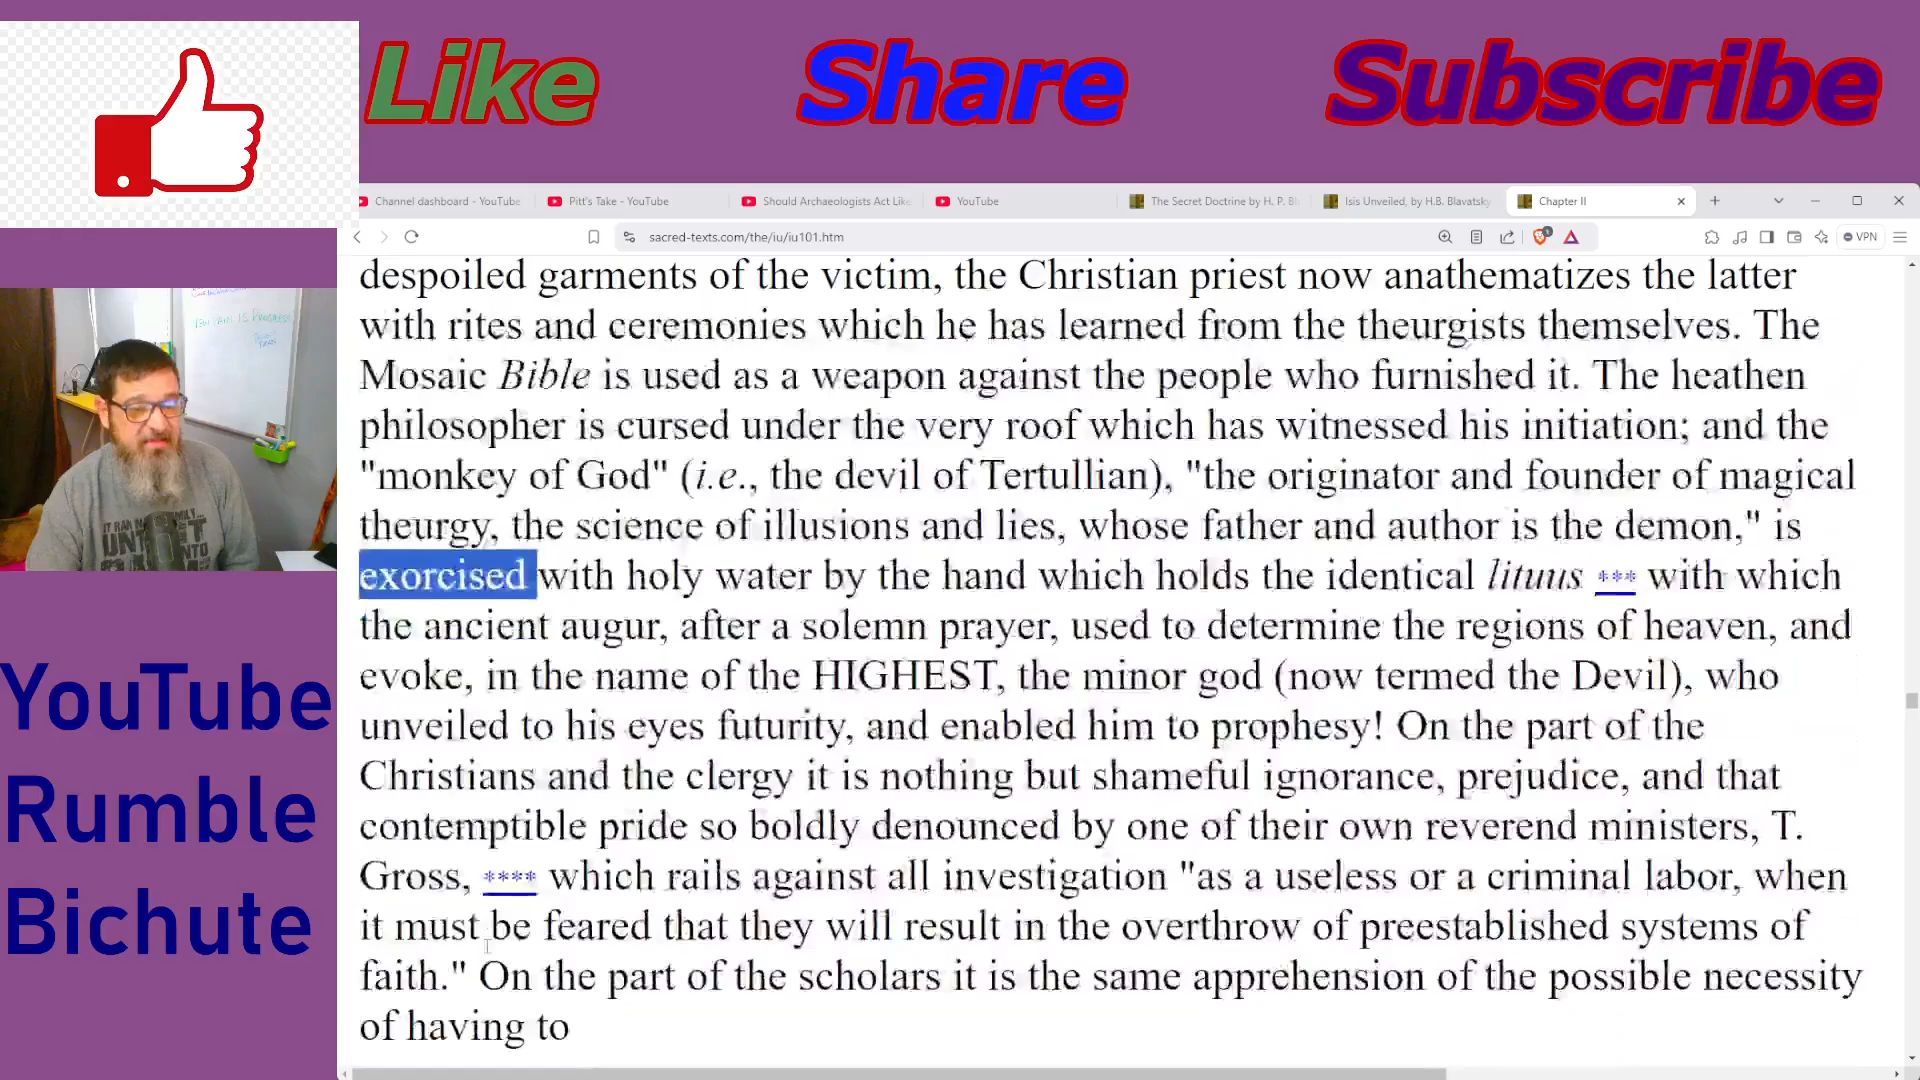 Like Share Subscribe
Channel dashboard - YouTube
Pitt's Take - YouTube
Should Archaeologists Act Lik
YouTube
The Secret Doctrine by H. P. Bl
Isis Unveiled, by H.B. Blavatsky
Chapter II
sacred-texts.com/the/iu/iu101.htm
1
VPN
despoiled garments of the victim, the Christian priest now anathematizes the latter
with rites and ceremonies which he has learned from the theurgists themselves. The
Mosaic Bible is used as a weapon against the people who furnished it. The heathen
philosopher is cursed under the very roof which has witnessed his initiation; and the
"monkey of God" (i.e., the devil of Tertullian), "the originator and founder of magical
theurgy, the science of illusions and lies, whose father and author is the demon," is
exorcised with holy water by the hand which holds the identical lituus *** with which
the ancient augur, after a solemn prayer, used to determine the regions of heaven, and
evoke, in the name of the HIGHEST, the minor god (now termed the Devil), who
unveiled to his eyes futurity, and enabled him to prophesy! On the part of the
Christians and the clergy it is nothing but shameful ignorance, prejudice, and that
contemptible pride so boldly denounced by one of their own reverend ministers, T.
Gross, **** which rails against all investigation "as a useless or a criminal labor, when
it must be feared that they will result in the overthrow of preestablished systems of
faith." On the part of the scholars it is the same apprehension of the possible necessity
of having to
IT RAN IN
YouTube
Rumble
Bichute